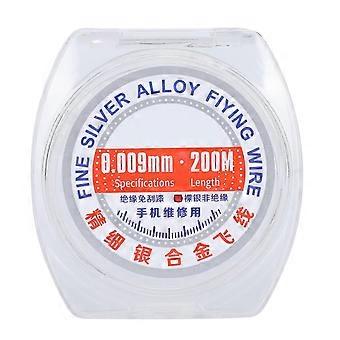 FINE SILVER ALLOY FIYING WIRE
0.009mm · 200M
Specifications Length
绝缘免刮漆 裸银非绝缘
手机维修用
精细银合金飞线